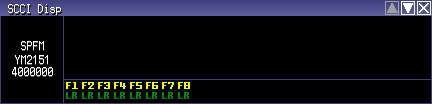 SCCI Disp
SPFM
YM2151
4000000
F1 F2 F3 F4 F5 F6 F7 F8
LR LR LR LR LR LR LR LR